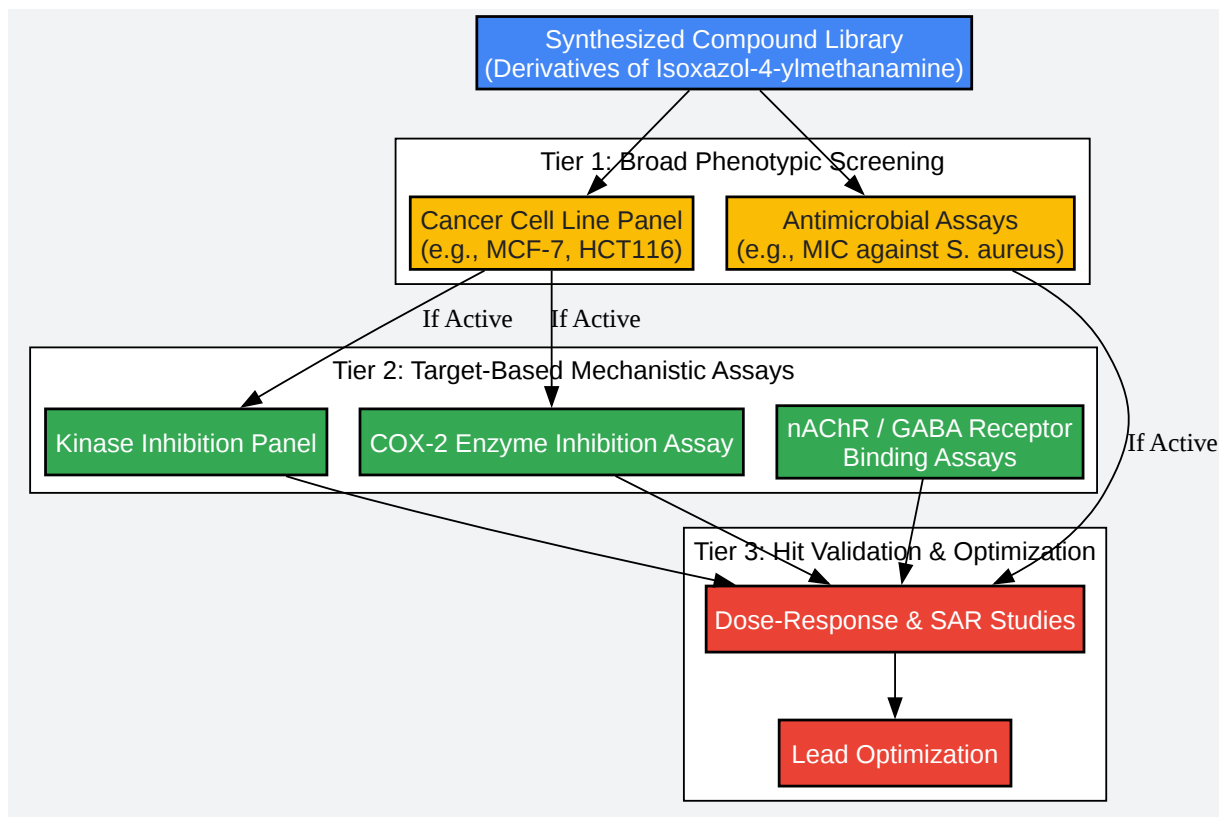 Synthesized Compound Library
(Derivatives of Isoxazol-4-ylmethanamine)
Tier 1: Broad Phenotypic Screening
Cancer Cell Line Panel
(e.g., MCF-7, HCT116)
Antimicrobial Assays
(e.g., MIC against S. aureus)
If Active
If Active
Tier 2: Target-Based Mechanistic Assays
Kinase Inhibition Panel
COX-2 Enzyme Inhibition Assay
nAChR / GABA Receptor
Binding Assays
If Active
Tier 3: Hit Validation & Optimization
Dose-Response & SAR Studies
Lead Optimization